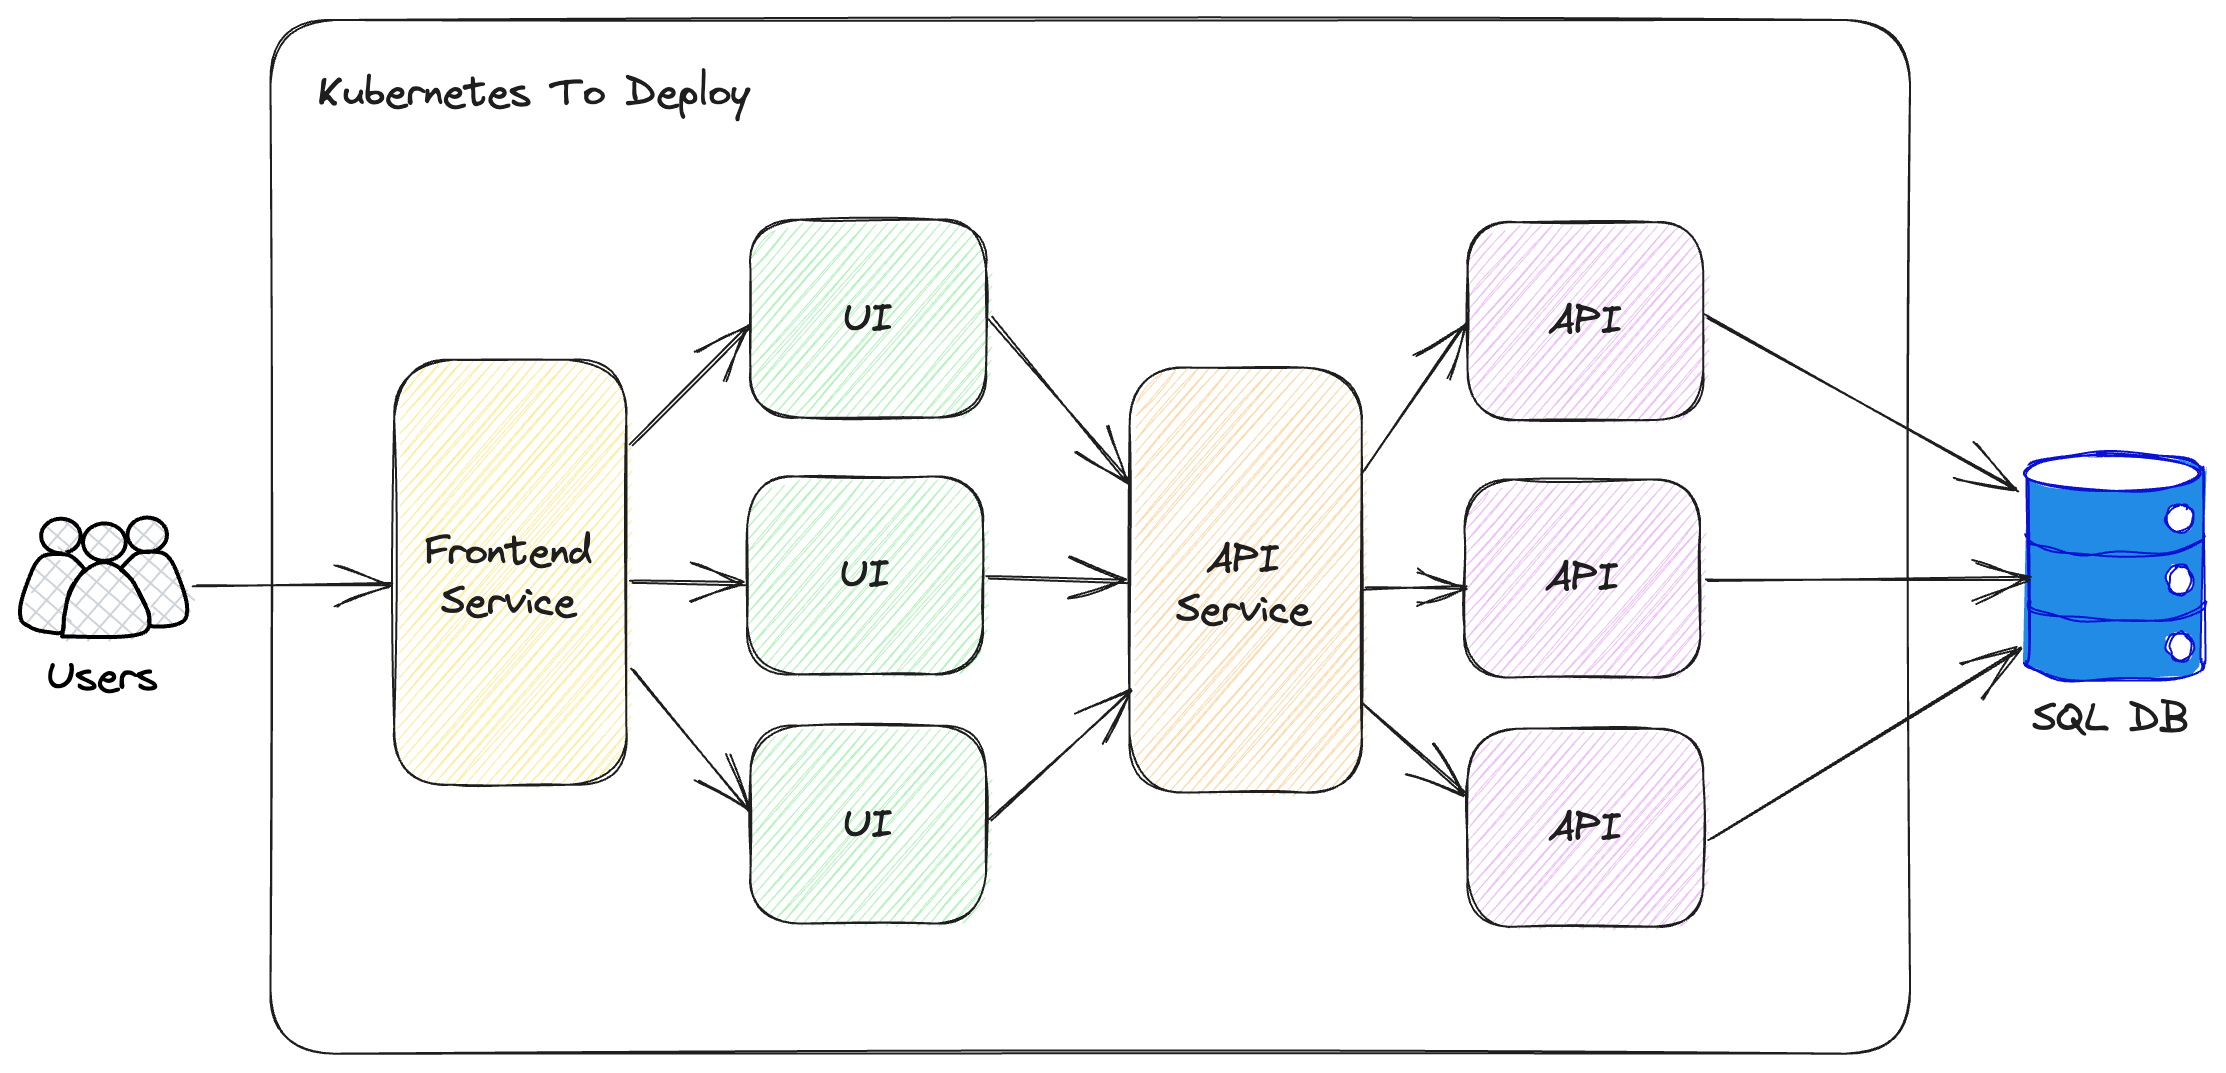 Kubernetes To Deploy
Users
Frontend
Service
UI
UI
UI
API
Service
API
API
API
SQL DB